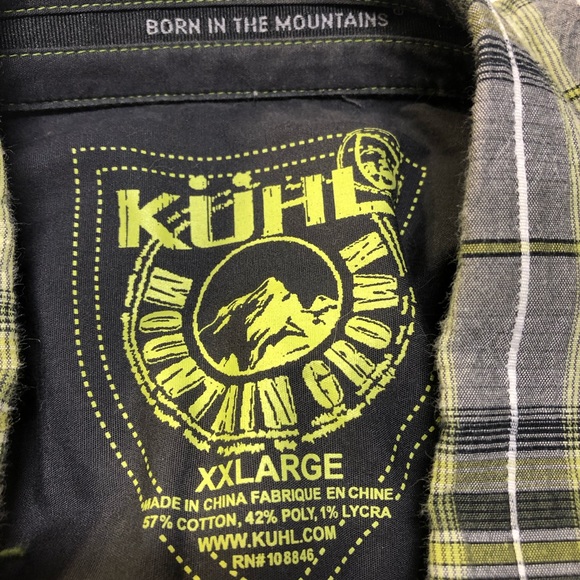 BORN IN THE MOUNTAINS
KÜHL
MOUNTAIN GROWN
XXLARGE
MADE IN CHINA FABRIQUE EN CHINE
57% COTTON, 42% POLY, 1% LYCRA
WWW.KUHL.COM
RN#108846